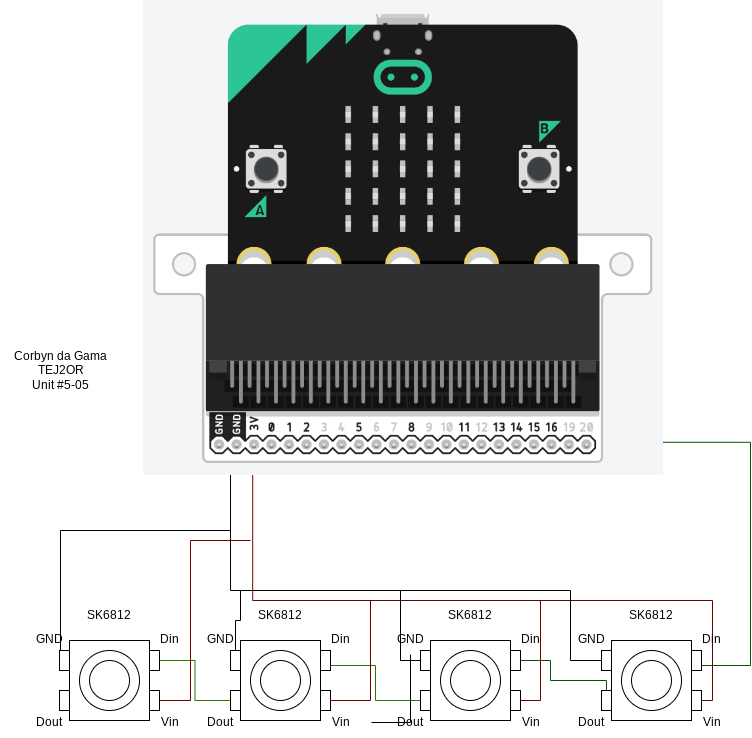 B
A
Corbyn da Gama
TEJ2OR
Unit #5-05
GND GND 3V 0 1 2 3 4 5 6 7 8 9 10 11 12 13 14 15 16 19 20
SK6812 SK6812 SK6812 SK6812
GND Din GND Din GND Din GND Din
Dout Vin Dout Vin Dout Vin Dout Vin